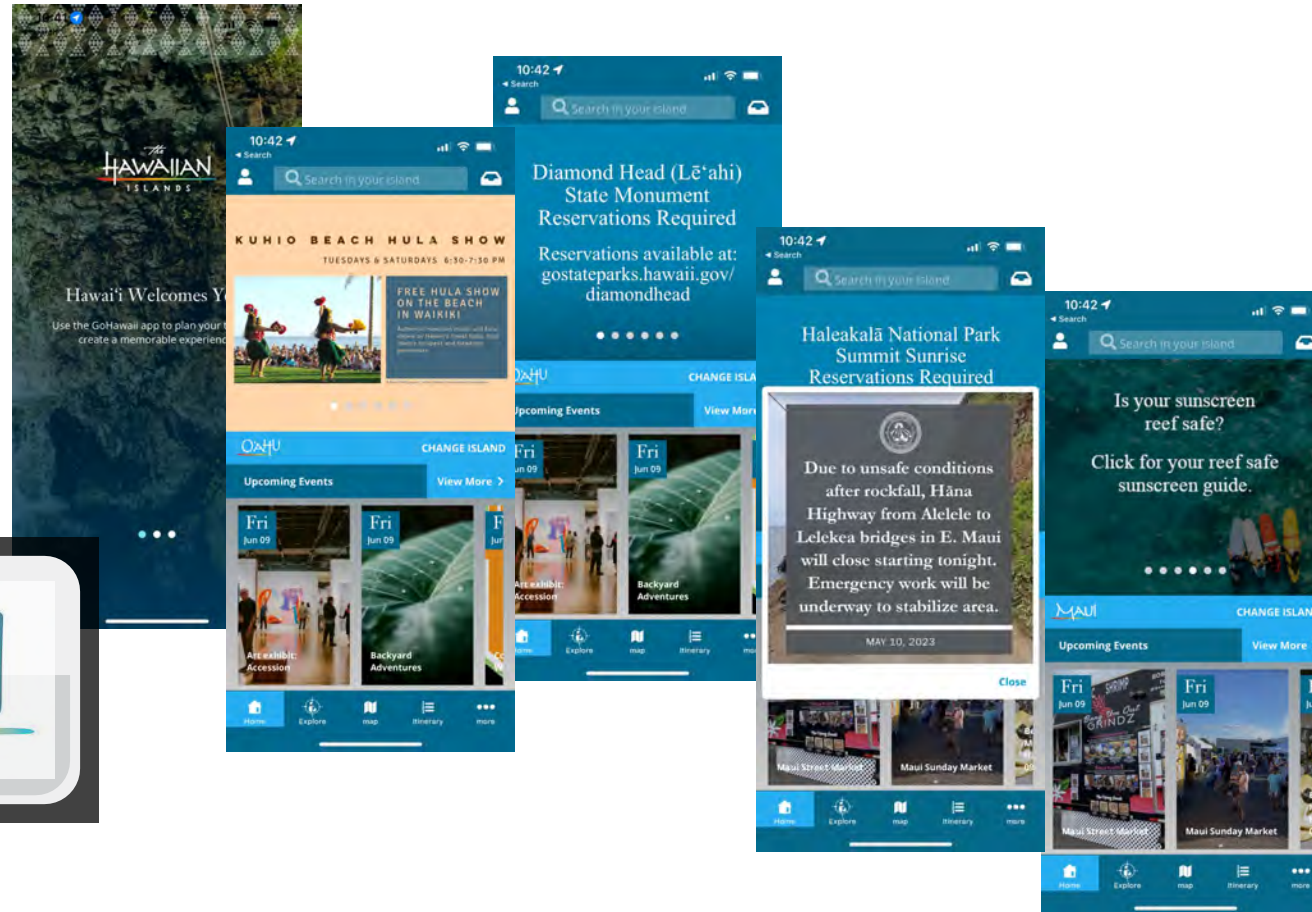 The
HAWAIIAN
ISLANDS
Hawai‘i Welcomes Y
Use the GoHawaii app to plan your
create a memorable experienc
10:42
◂ Search
Search in your island
KUHIO BEACH HULA SHOW
TUESDAYS & SATURDAYS 6:30-7:30 PM
FREE HULA SHOW
ON THE BEACH
IN WAIKIKI
O‘AHU
CHANGE ISLAND
Upcoming Events
View More >
Fri
Jun 09
Art exhibit:
Accession
Fri
Jun 09
Backyard
Adventures
F
Jun
Home
Explore
map
Itinerary
more
10:42
◂ Search
Search in your island
Diamond Head (Lē‘ahi)
State Monument
Reservations Required
Reservations available at:
gostateparks.hawaii.gov/
diamondhead
O‘AHU
CHANGE ISLA
Upcoming Events
View More
Fri
Jun 09
Art exhibit:
Accession
Fri
Jun 09
Backyard
Adventures
Home
Explore
map
Itinerary
mo
10:42
◂ Search
Search in your island
Haleakalā National Park
Summit Sunrise
Reservations Required
Due to unsafe conditions
after rockfall, Hāna
Highway from Alelele to
Lelekea bridges in E. Maui
will close starting tonight.
Emergency work will be
underway to stabilize area.
MAY 10, 2023
Close
Maui Street Market
Maui Sunday Market
Home
Explore
map
Itinerary
more
10:42
◂ Search
Search in your island
Is your sunscreen
reef safe?
Click for your reef safe
sunscreen guide.
MAUI
CHANGE ISLAN
Upcoming Events
View More
Fri
Jun 09
SHRIMP
GRINDZ
Maui Street Market
Fri
Jun 09
Maui Sunday Market
Home
Explore
map
Itinerary
more